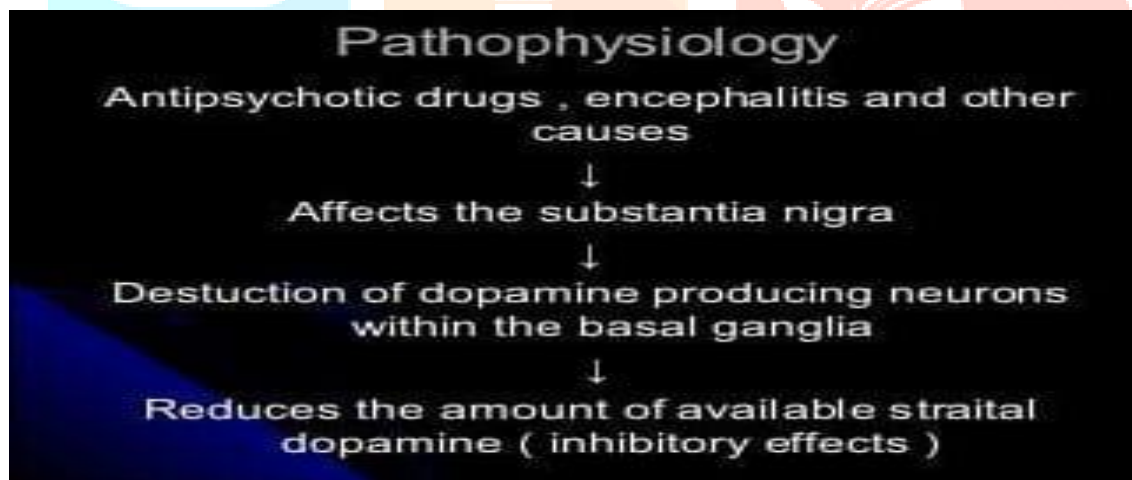 Pathophysiology
Antipsychotic drugs , encephalitis and other
causes
↓
Affects the substantia nigra
↓
Destuction of dopamine producing neurons
within the basal ganglia
↓
Reduces the amount of available straital
dopamine ( inhibitory effects )